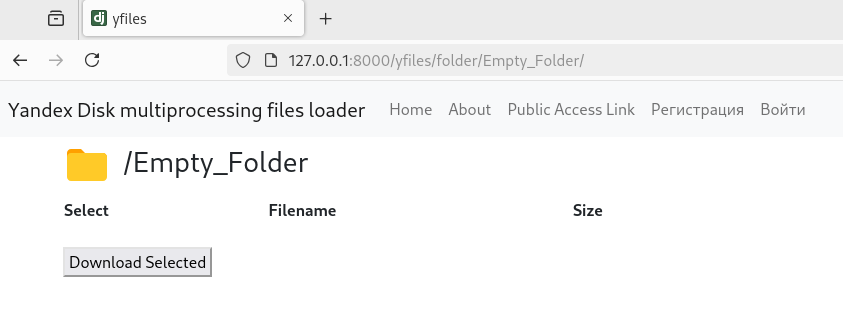 dj yfiles
127.0.0.1:8000/yfiles/folder/Empty_Folder/
Yandex Disk multiprocessing files loader Home About Public Access Link Регистрация Войти
/Empty_Folder
Select Filename Size
Download Selected